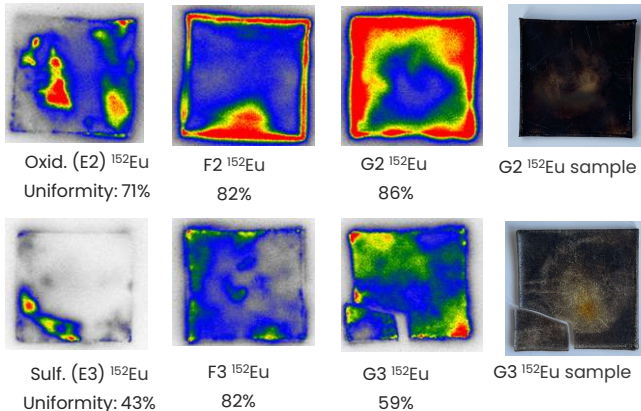 Oxid. (E2) ¹⁵²Eu
Uniformity: 71%
F2 ¹⁵²Eu
82%
G2 ¹⁵²Eu
86%
G2 ¹⁵²Eu sample
Sulf. (E3) ¹⁵²Eu
Uniformity: 43%
F3 ¹⁵²Eu
82%
G3 ¹⁵²Eu
59%
G3 ¹⁵²Eu sample